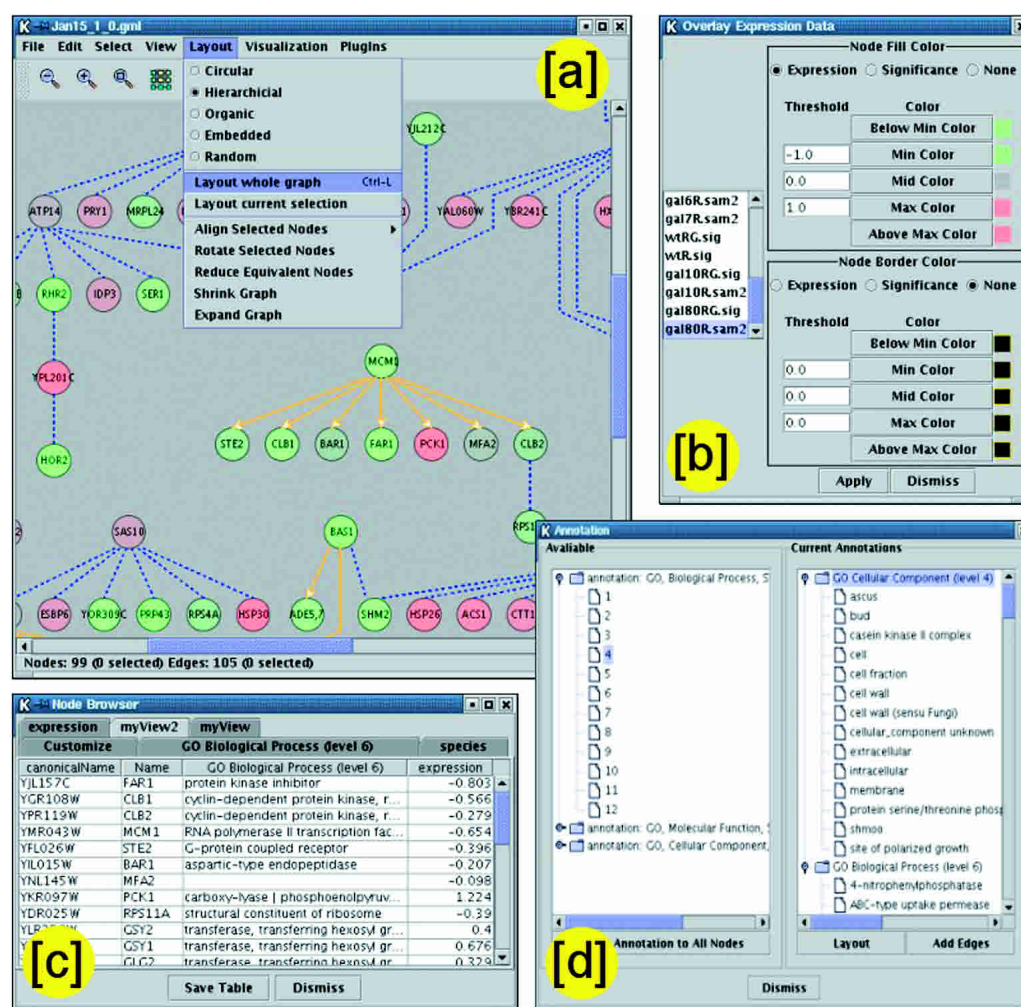 Jan15_1_0.gml
File Edit Select View Layout Visualization PlugIns
[a]
Circular
Hierarchicial
Organic
Embedded
Random
Layout whole graph Ctrl-L
Layout current selection
Align Selected Nodes
Rotate Selected Nodes
Reduce Equivalent Nodes
Shrink Graph
Expand Graph
YJL212C
ATP14 PRY1 MRPL24 YAL060W YBR241C
RHR2 IDP3 SER1
MCM1
YPL201C
STE2 CLB1 BAR1 FAR1 PCK1 MFA2 CLB2
HOR2
SAS10 BAS1
ESBP6 YOR309C PRP43 RPS4A HSP30 ADE5,7 SHM2 HSP26 ACS1 CTT1
Nodes: 99 (0 selected) Edges: 105 (0 selected)
Overlay Expression Data
gal6R.sam2
gal7R.sam2
wtRG.sig
wtR.sig
gal10RG.sig
gal10R.sam2
gal80RG.sig
gal80R.sam2
Node Fill Color
Expression Significance None
Threshold Color
Below Min Color
-1.0 Min Color
0.0 Mid Color
1.0 Max Color
Above Max Color
Node Border Color
Expression Significance None
Threshold Color
Below Min Color
0.0 Min Color
0.0 Mid Color
0.0 Max Color
Above Max Color
[b]
Apply Dismiss
Node Browser
expression myView2 myView
Customize GO Biological Process (level 6) species
canonicalName Name GO Biological Process (level 6) expression
YJL157C FAR1 protein kinase inhibitor -0.803
YGR108W CLB1 cyclin-dependent protein kinase, r... -0.566
YPR119W CLB2 cyclin-dependent protein kinase, r... -0.279
YMR043W MCM1 RNA polymerase II transcription fac... -0.654
YFL026W STE2 G-protein coupled receptor -0.396
YIL015W BAR1 aspartic-type endopeptidase -0.207
YNL145W MFA2 -0.098
YKR097W PCK1 carboxy-lyase | phosphoenolpyruv... 1.224
YDR025W RPS11A structural constituent of ribosome -0.39
GSY2 transferase, transferring hexosyl gr... 0.4
GSY1 transferase, transferring hexosyl gr... 0.676
GLG2 transferase, transferring hexosyl gr... 0.329
[c]
Save Table Dismiss
Annotation
Avaliable
annotation: GO, Biological Process, S
1
2
3
4
5
6
7
8
9
10
11
12
annotation: GO, Molecular Function, S
annotation: GO, Cellular Component,
Annotation to All Nodes
[d]
Current Annotations
GO Cellular Component (level 4)
ascus
bud
casein kinase II complex
cell
cell fraction
cell wall
cell wall (sensu Fungi)
cellular_component unknown
extracellular
intracellular
membrane
protein serine/threonine phosp
shmoo
site of polarized growth
GO Biological Process (level 6)
4-nitrophenylphosphatase
ABC-type uptake permease
Layout Add Edges
Dismiss